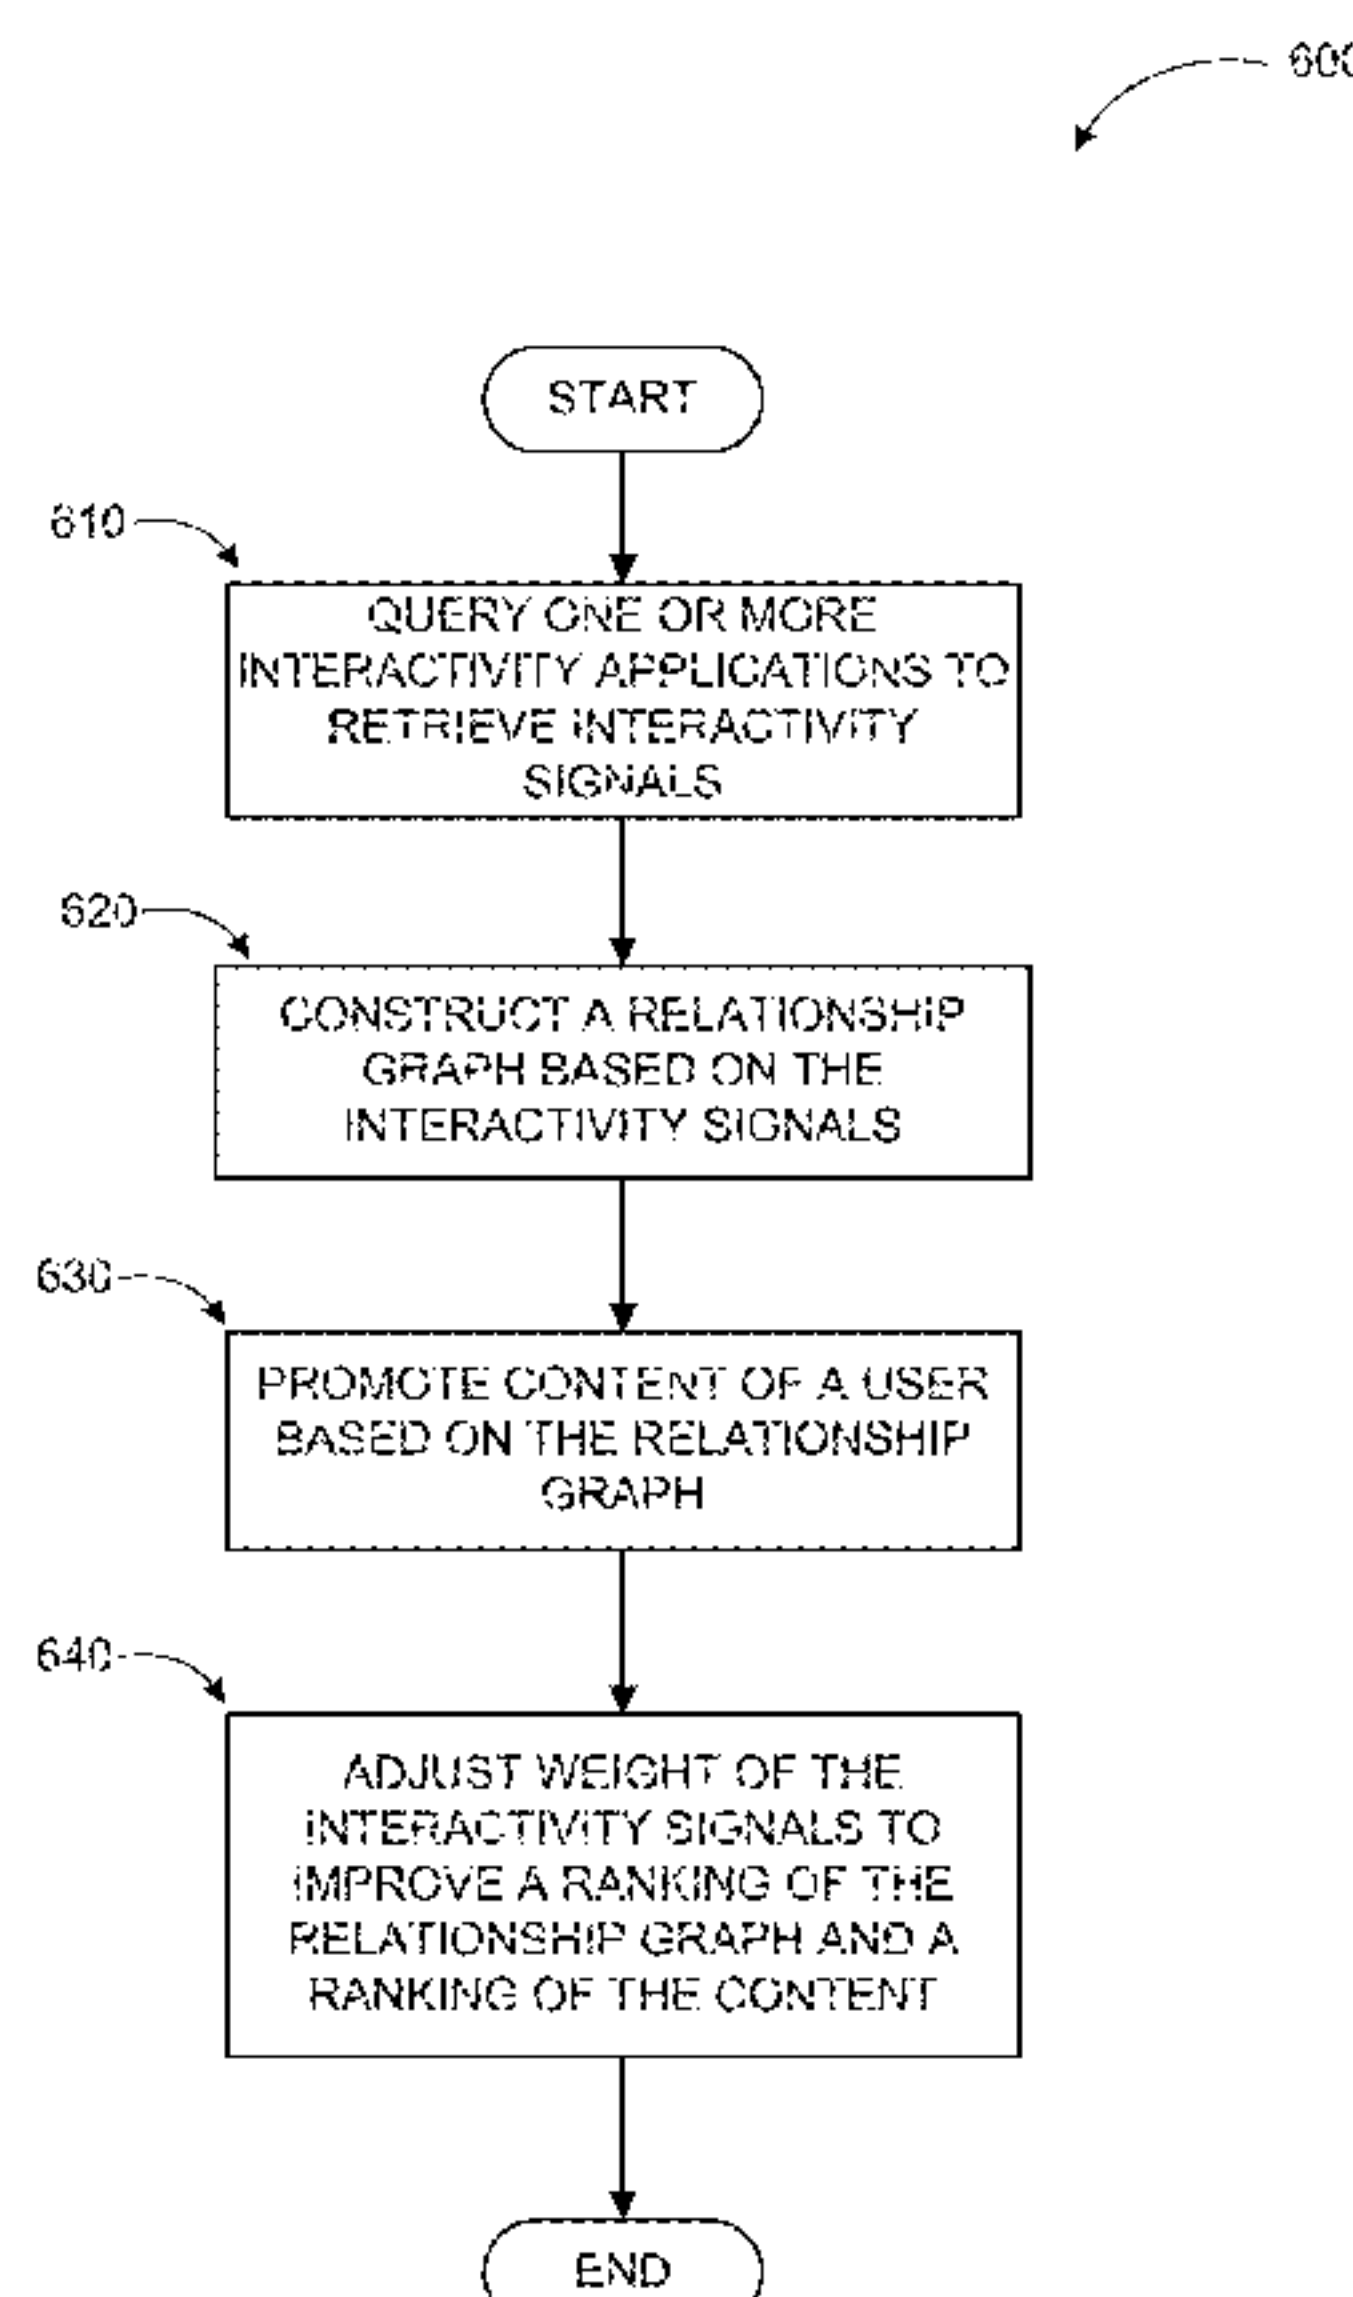 600
START
610
QUERY ONE OR MORE
INTERACTIVITY APPLICATIONS TO
RETRIEVE INTERACTIVITY
SIGNALS
620
CONSTRUCT A RELATIONSHIP
GRAPH BASED ON THE
INTERACTIVITY SIGNALS
630
PROMOTE CONTENT OF A USER
BASED ON THE RELATIONSHIP
GRAPH
640
ADJUST WEIGHT OF THE
INTERACTIVITY SIGNALS TO
IMPROVE A RANKING OF THE
RELATIONSHIP GRAPH AND A
RANKING OF THE CONTENT
END